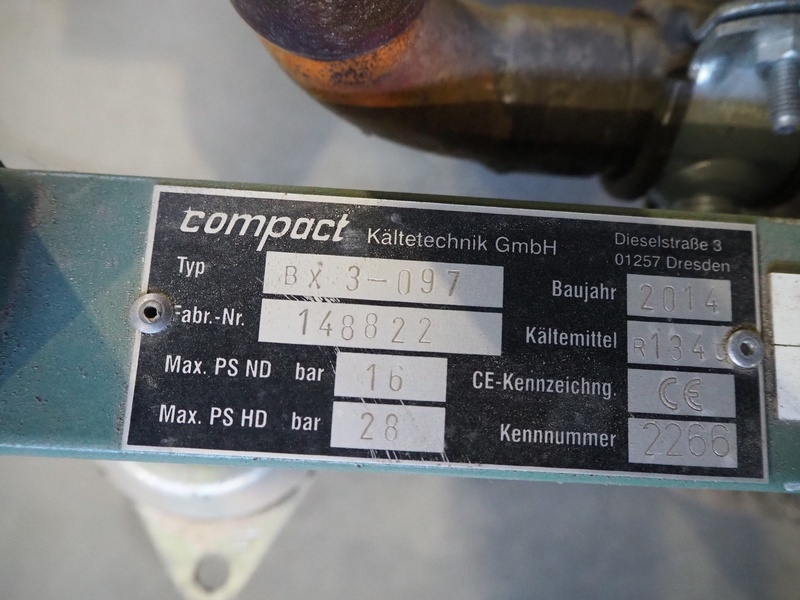 compact Kältetechnik GmbH
Dieselstraße 3
01257 Dresden
Typ BX 3-097
Baujahr 2014
Fabr.-Nr. 148822
Kältemittel
Max. PS ND bar 16
CE-Kennzeichng. CE
Max. PS HD bar 28
Kennnummer 2266